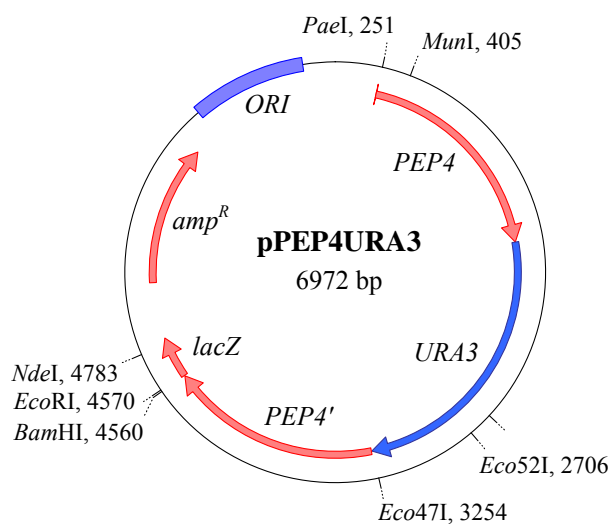 PaeI, 251
MunI, 405
ORI
PEP4
ampR
pPEP4URA3
6972 bp
URA3
lacZ
NdeI, 4783
EcoRI, 4570
BamHI, 4560
PEP4'
Eco52I, 2706
Eco47I, 3254